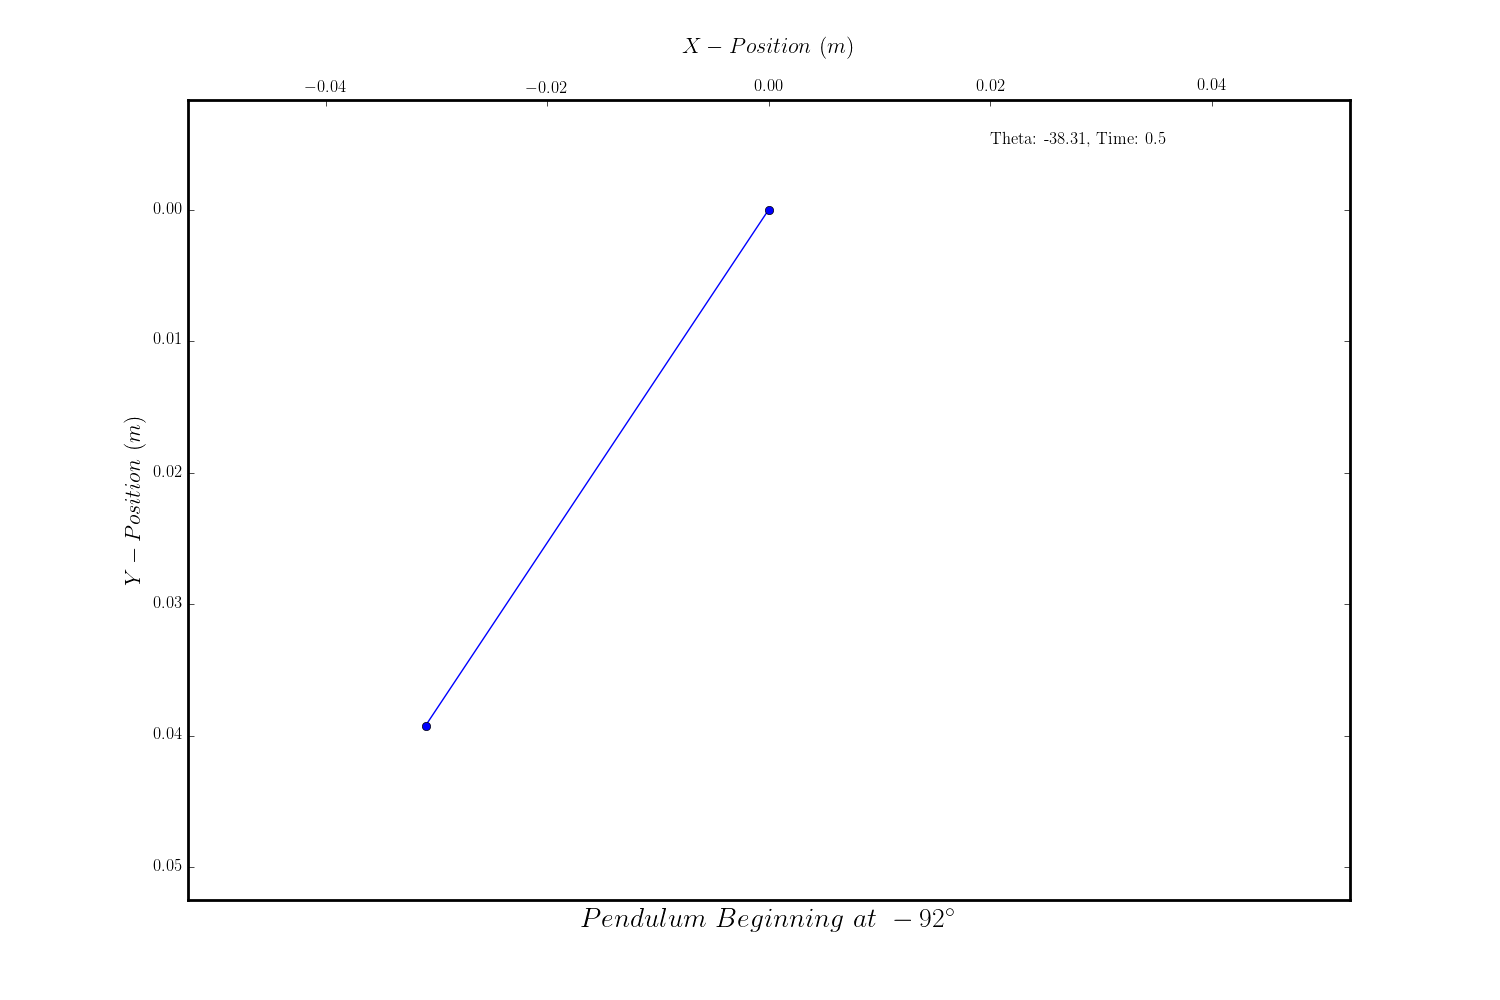 X − Position (m)
−0.04 −0.02 0.00 0.02 0.04
Theta: -38.31, Time: 0.5
0.00
0.01
0.02
Y − Position (m)
0.03
0.04
0.05
Pendulum Beginning at − 92°